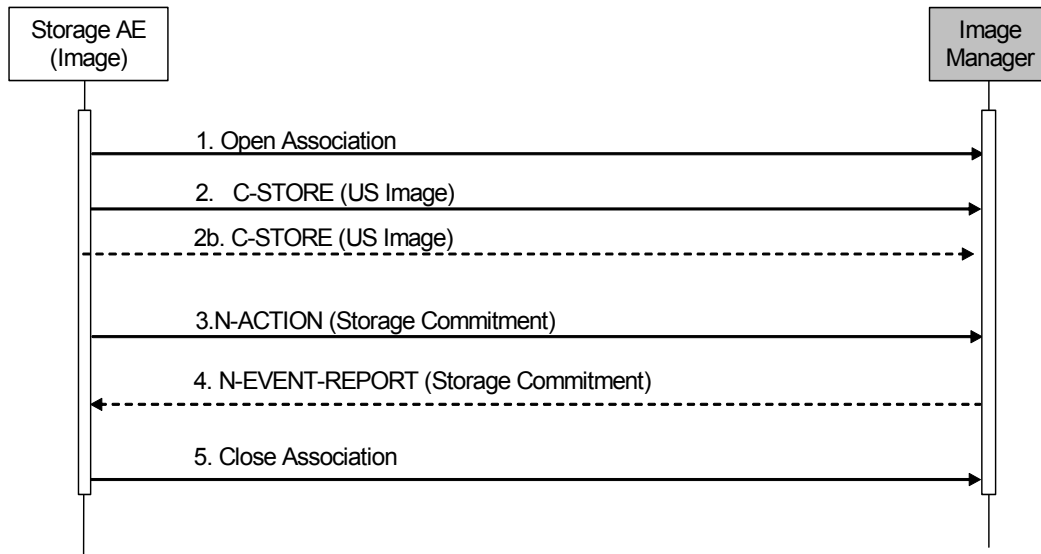 Storage AE
(Image)
Image
Manager
1. Open Association
2. C-STORE (US Image)
2b. C-STORE (US Image)
3.N-ACTION (Storage Commitment)
4. N-EVENT-REPORT (Storage Commitment)
5. Close Association